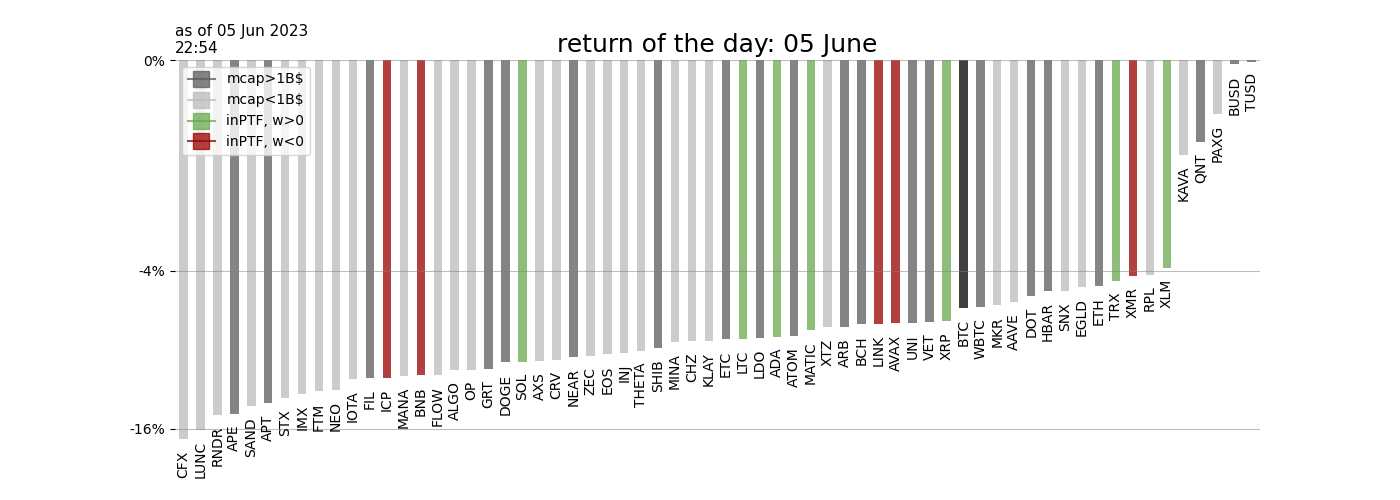 as of 05 Jun 2023
22:54
return of the day: 05 June
0%
mcap>1B$
mcap<1B$
inPTF, w>0
inPTF, w<0
-4%
-16%
CFX
LUNC
RNDR
APE
SAND
APT
STX
IMX
FTM
NEO
IOTA
FIL
ICP
MANA
BNB
FLOW
ALGO
OP
GRT
DOGE
SOL
AXS
CRV
NEAR
ZEC
EOS
INJ
THETA
SHIB
MINA
CHZ
KLAY
ETC
LTC
LDO
ADA
ATOM
MATIC
XTZ
ARB
BCH
LINK
AVAX
UNI
VET
XRP
BTC
WBTC
MKR
AAVE
DOT
HBAR
SNX
EGLD
ETH
TRX
XMR
RPL
XLM
KAVA
QNT
PAXG
BUSD
TUSD